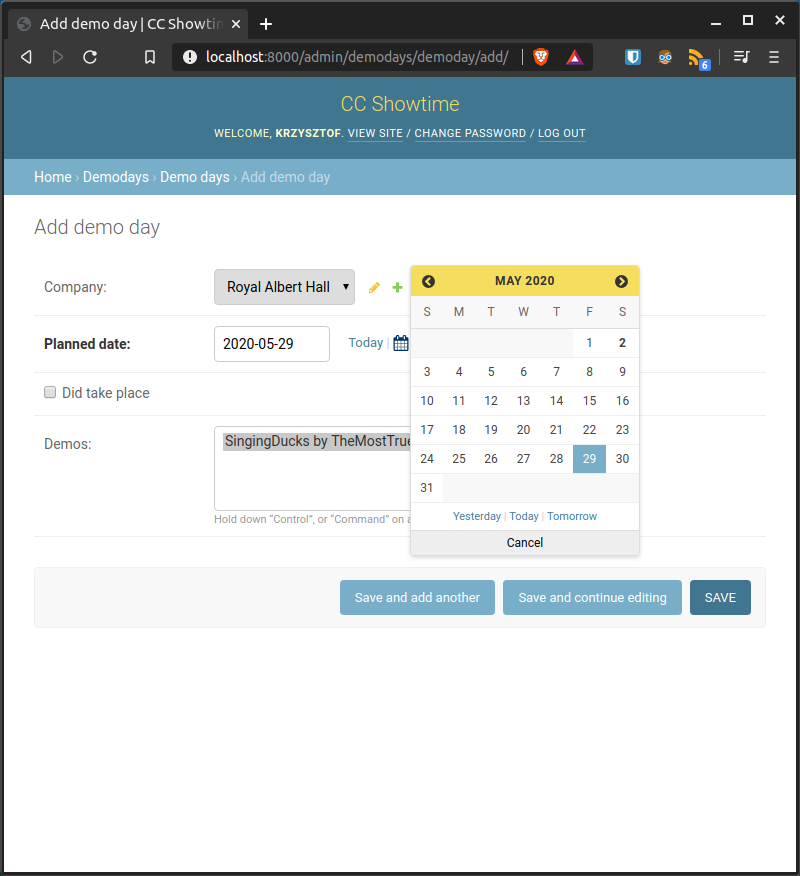 Add demo day | CC Showtin
localhost:8000/admin/demodays/demoday/add/
6
CC Showtime
WELCOME, KRZYSZTOF. VIEW SITE / CHANGE PASSWORD / LOG OUT
Home › Demodays › Demo days › Add demo day
Add demo day
Company:
Royal Albert Hall
Planned date:
2020-05-29
Today |
Did take place
Demos:
SingingDucks by TheMostTrue
Hold down “Control”, or “Command” on a
MAY 2020
S M T W T F S
1 2
3 4 5 6 7 8 9
10 11 12 13 14 15 16
17 18 19 20 21 22 23
24 25 26 27 28 29 30
31
Yesterday | Today | Tomorrow
Cancel
Save and add another
Save and continue editing
SAVE